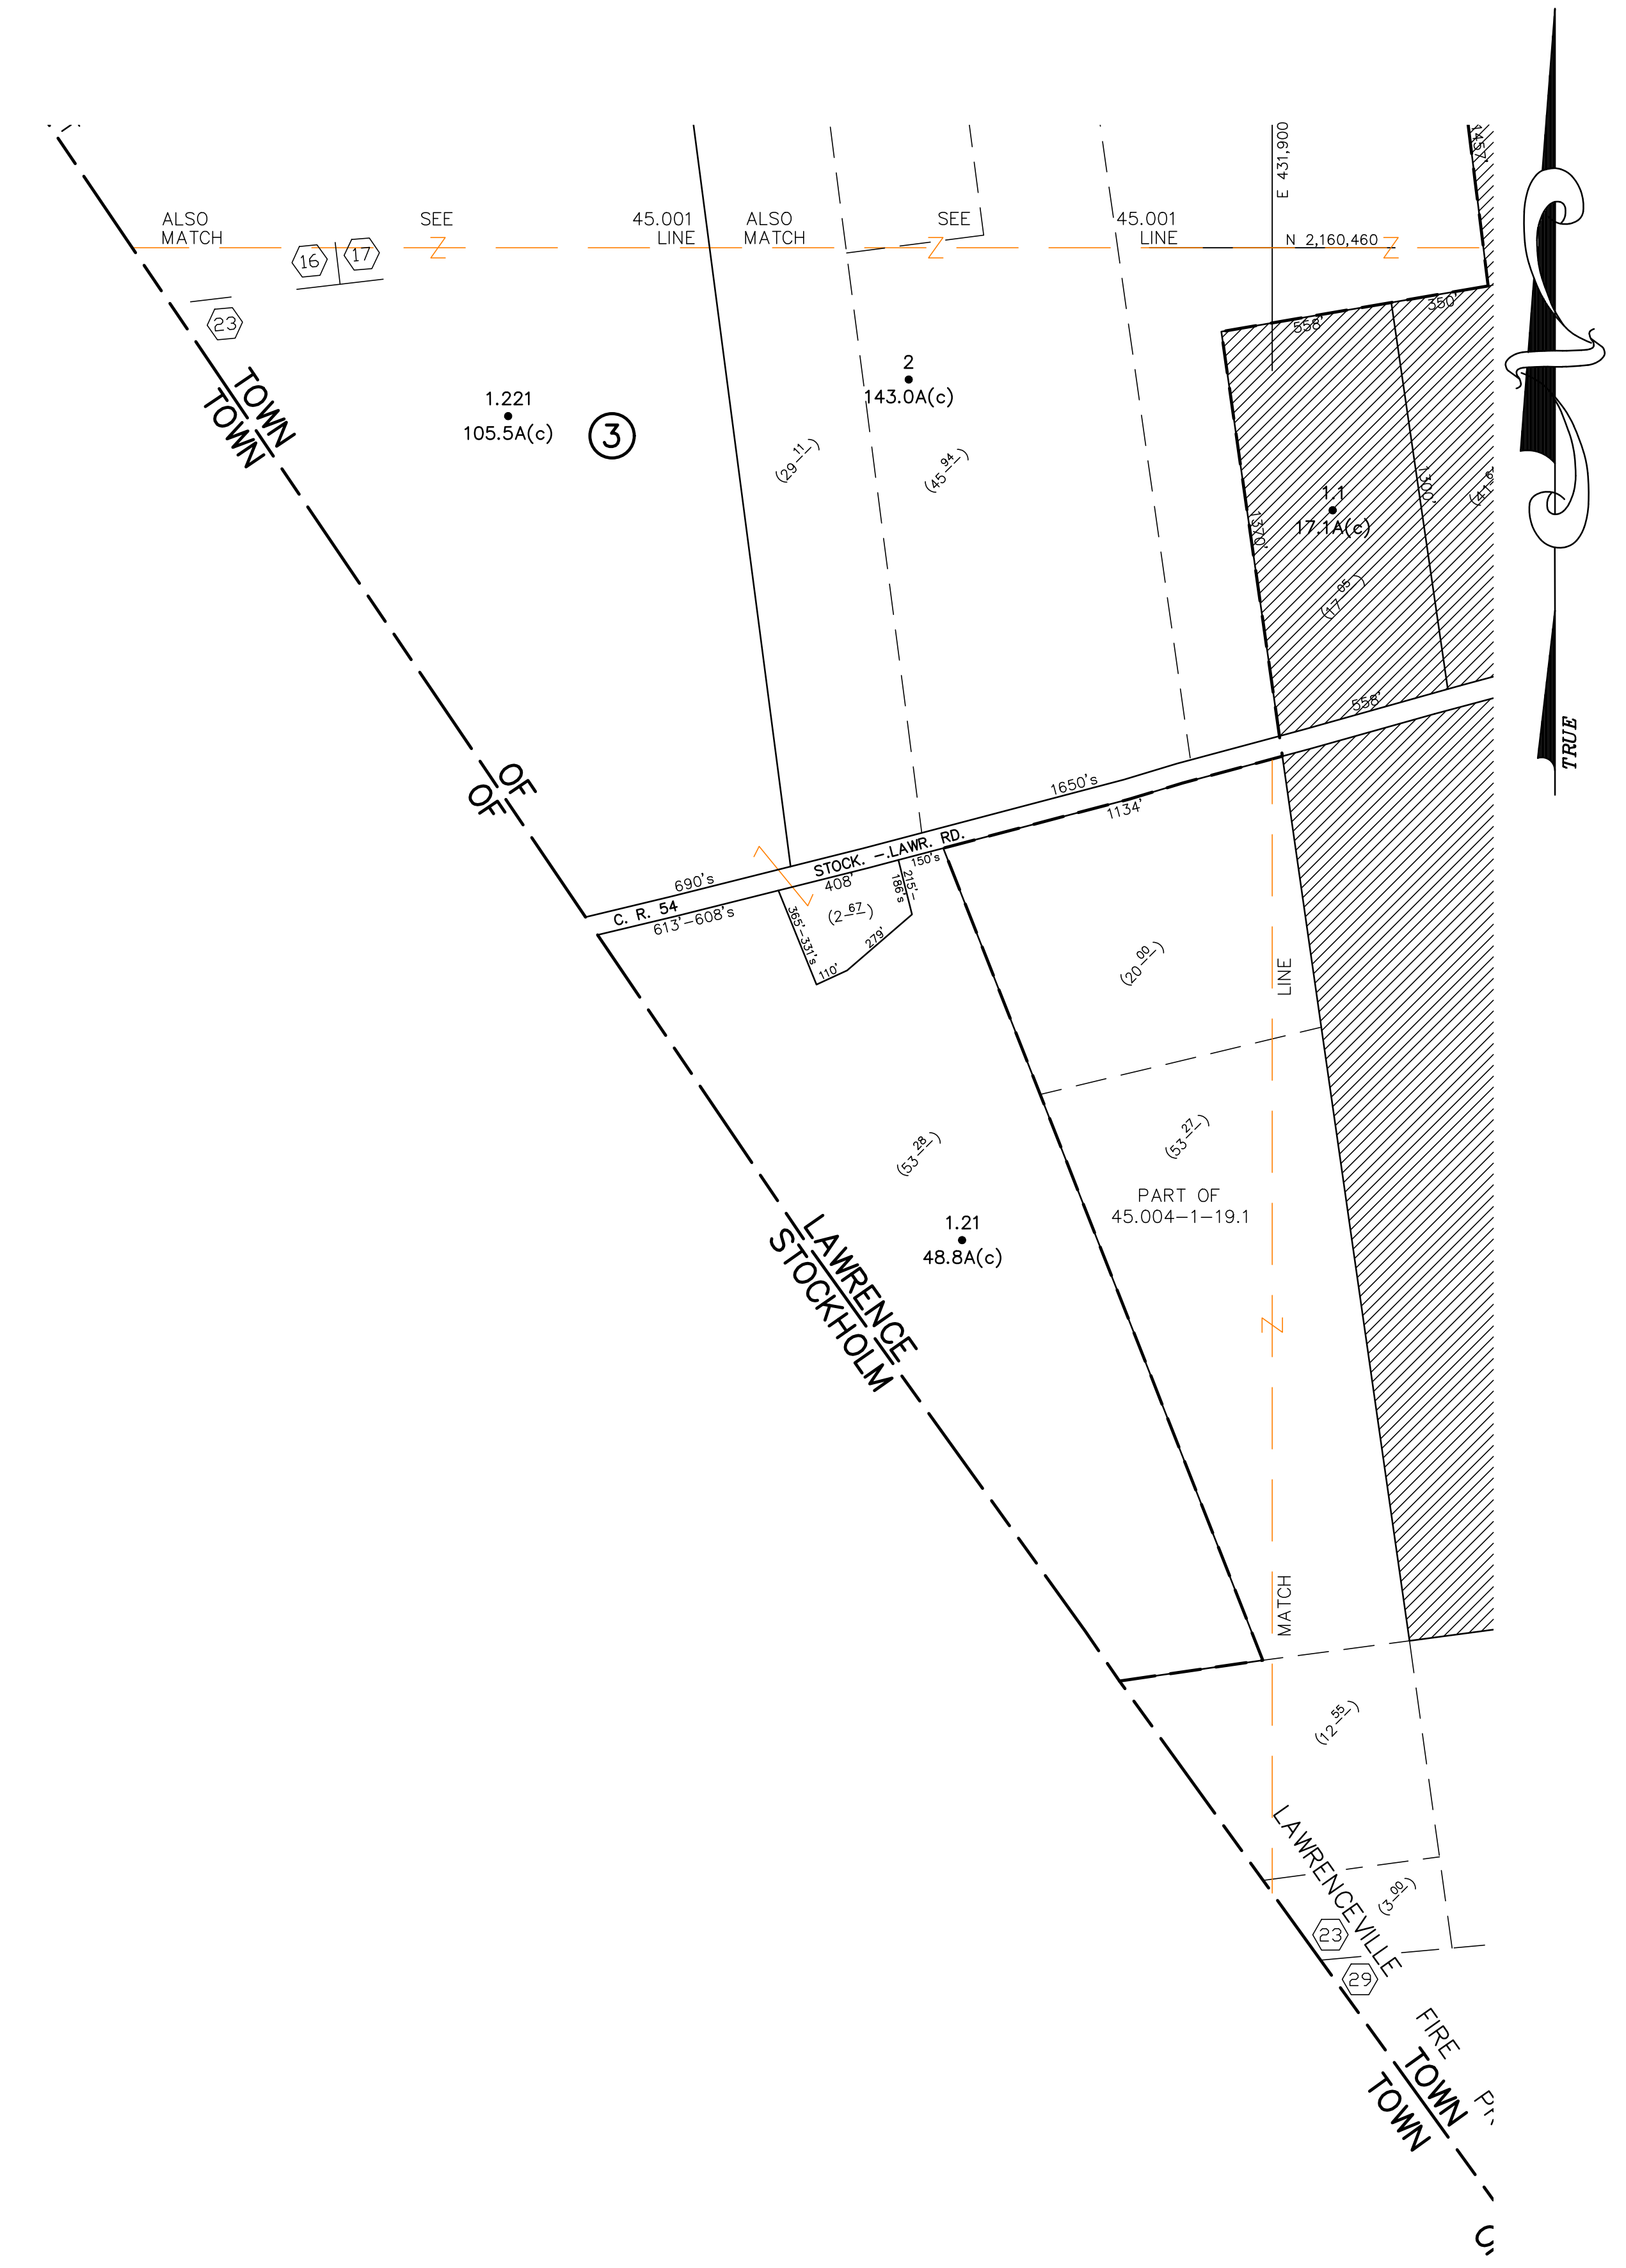 E 431,900
1457'
ALSO
MATCH
SEE
45.001
LINE
ALSO
MATCH
SEE
45.001
LINE
N 2,160,460
16
17
23
350'
558'
TOWN
TOWN
2
143.0A(c)
1.221
105.5A(c)
3
(29 11)
(45 94)
1370'
1300'
1.1
17.1A(c)
(17 05)
558'
TRUE
OF
OF
1650's
1134'
STOCK. – LAWR. RD.
690's
C. R. 54
613'–608's
408'
150's
215'–
186's
(2 67)
365'–331's
279'
110'
(20 00)
LINE
(53 28)
(53 27)
PART OF
45.004–1–19.1
1.21
48.8A(c)
LAWRENCE
STOCKHOLM
MATCH
(12 55)
LAWRENCEVILLE
(3 00)
23
29
FIRE
TOWN
TOWN